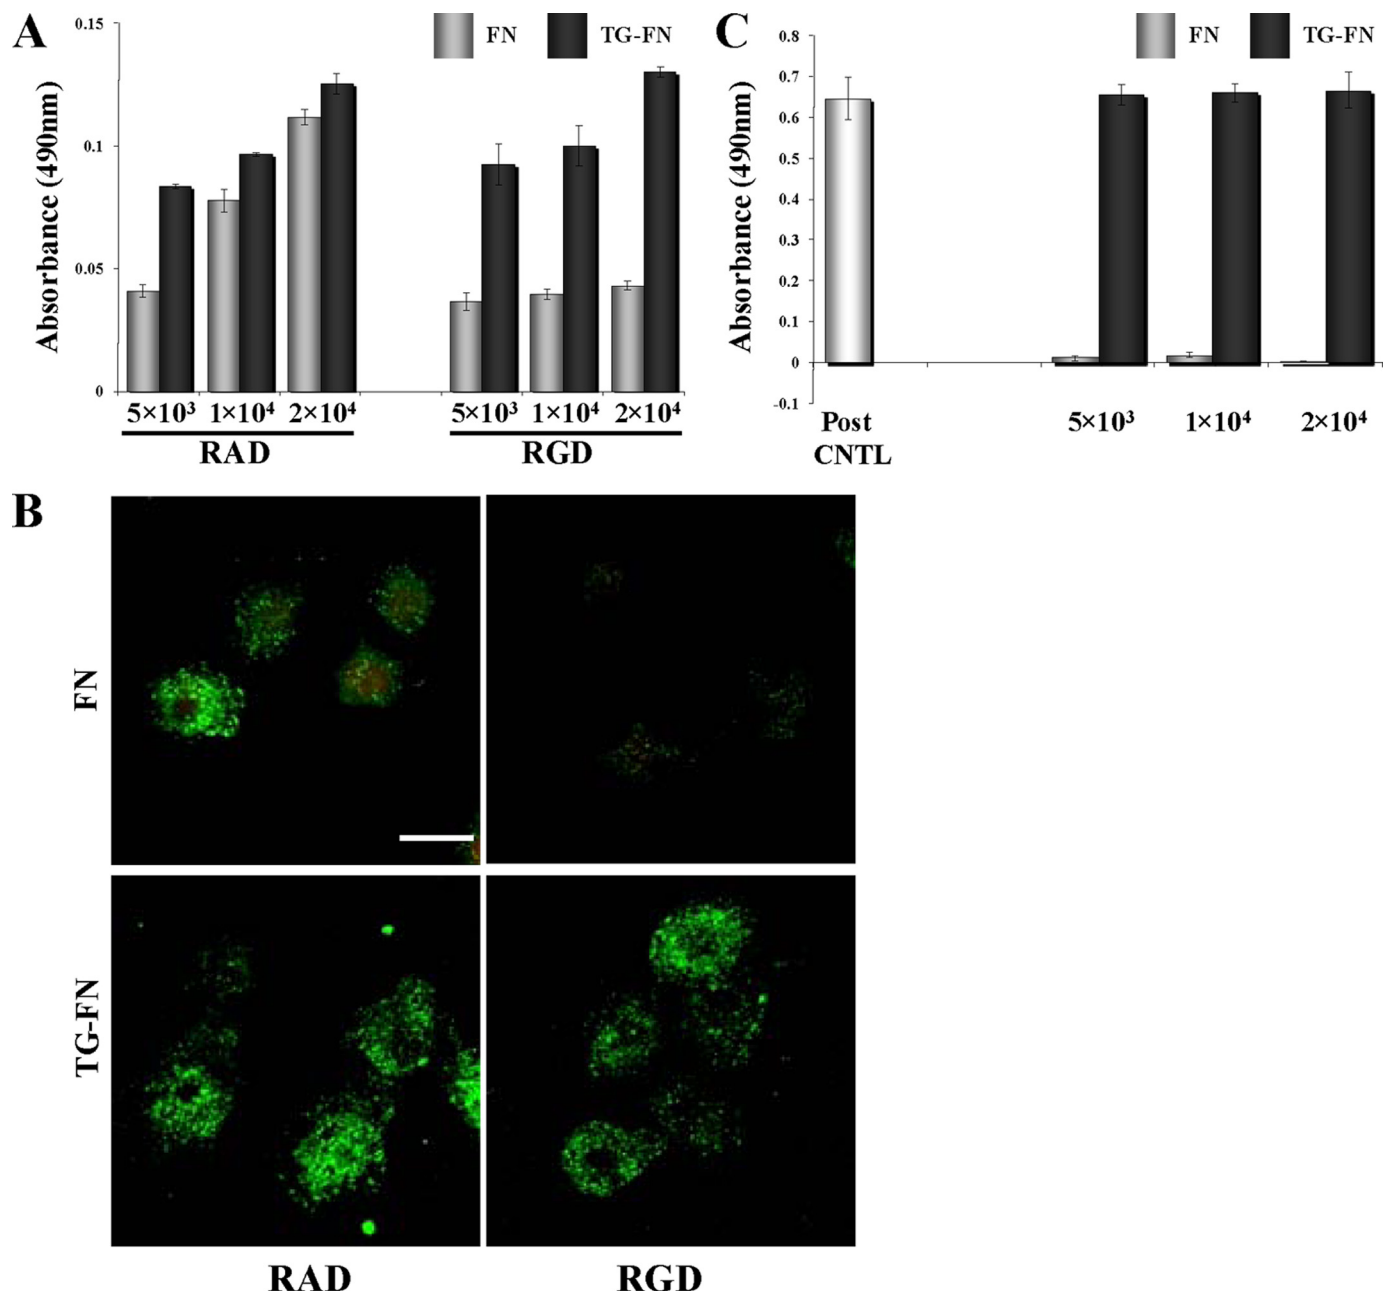 A
FN
TG-FN
Absorbance (490nm)
0.15
0.1
0.05
0
5×10³ 1×10⁴ 2×10⁴
RAD
5×10³ 1×10⁴ 2×10⁴
RGD
C
FN
TG-FN
Absorbance (490nm)
0.8
0.7
0.6
0.5
0.4
0.3
0.2
0.1
0
-0.1
Post
CNTL
5×10³ 1×10⁴ 2×10⁴
B
FN
TG-FN
RAD
RGD